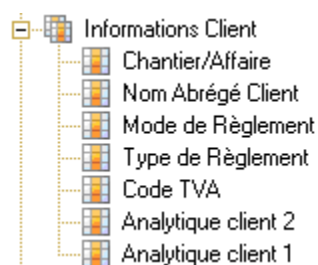 Informations Client
Chantier/Affaire
Nom Abrégé Client
Mode de Règlement
Type de Règlement
Code TVA
Analytique client 2
Analytique client 1